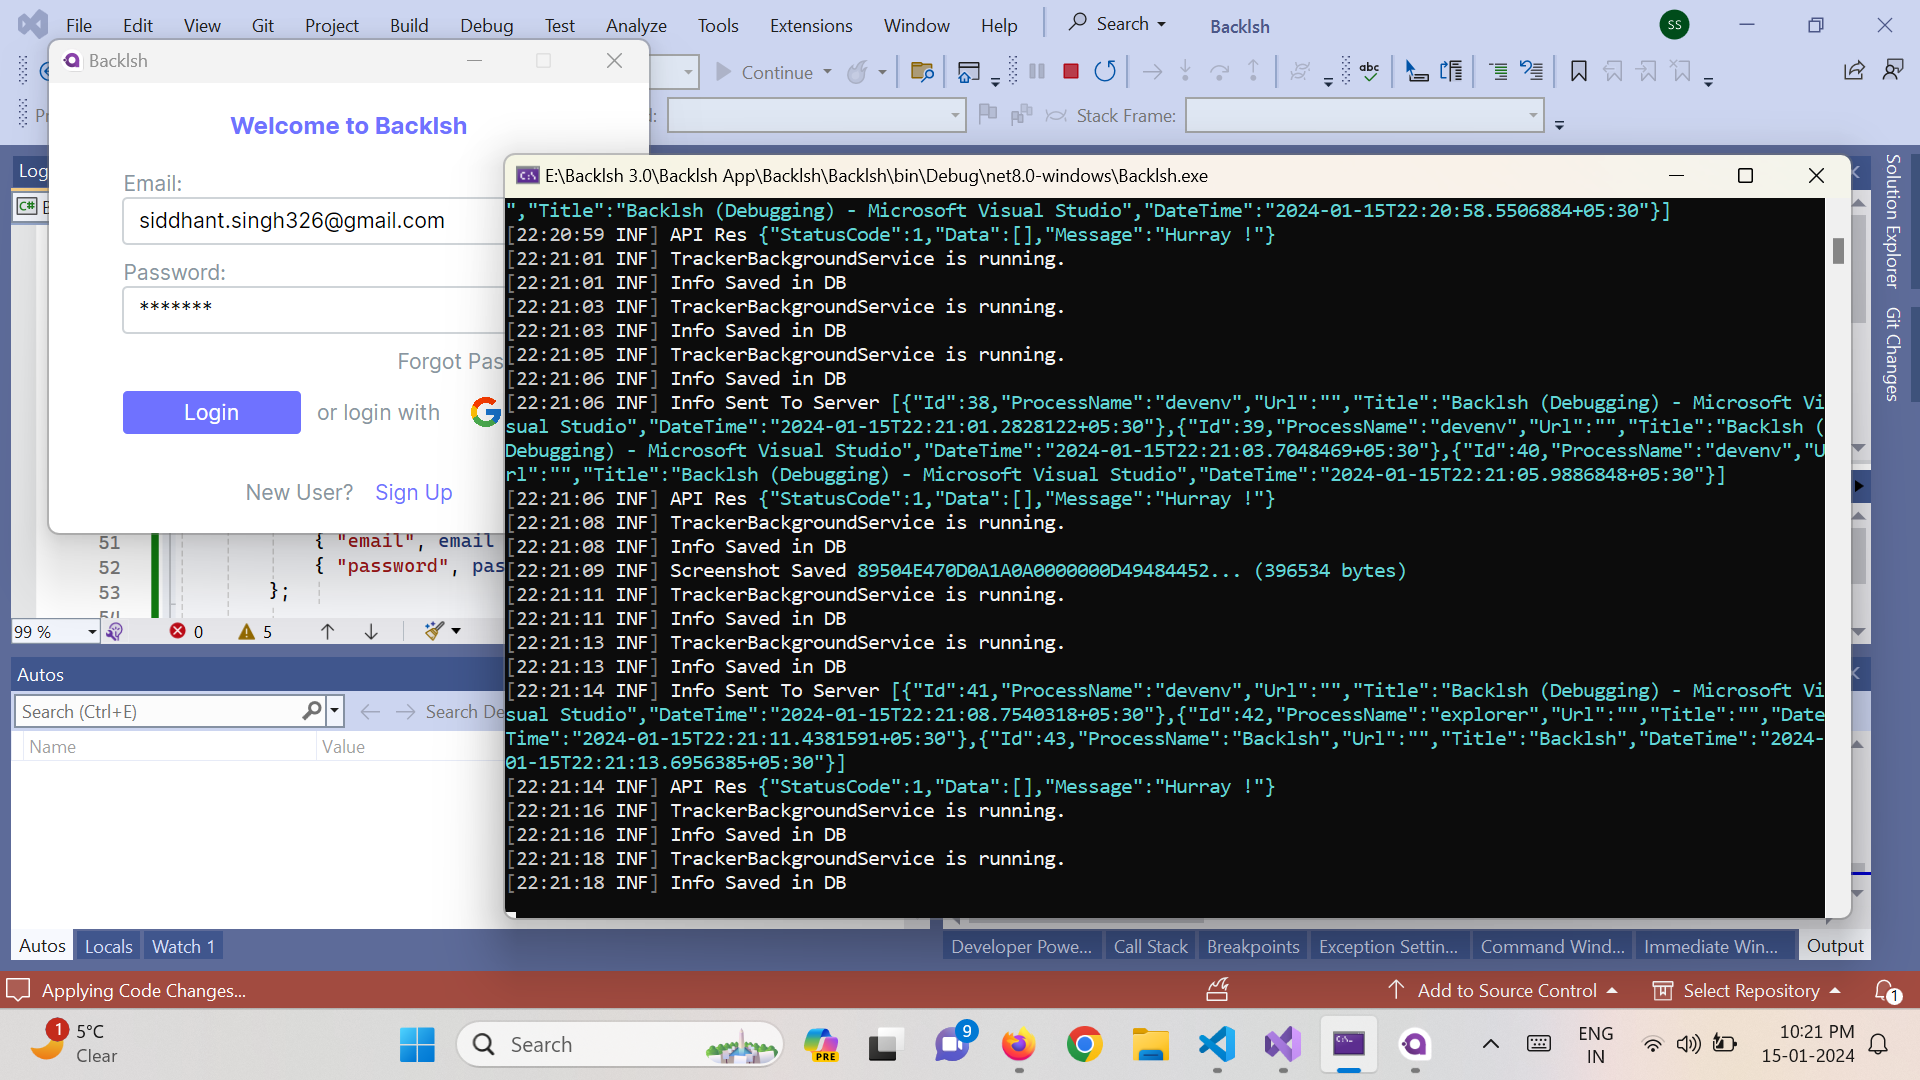 File Edit View Git Project Build Debug Test Analyze Tools Extensions Window Help Search Backlsh SS
Backlsh
Continue
Stack Frame:
Welcome to Backlsh
Email:
siddhant.singh326@gmail.com
Password:
*******
Forgot Pas
Login or login with
New User? Sign Up
E:\Backlsh 3.0\Backlsh App\Backlsh\Backlsh\bin\Debug\net8.0-windows\Backlsh.exe
","Title":"Backlsh (Debugging) - Microsoft Visual Studio","DateTime":"2024-01-15T22:20:58.5506884+05:30"}]
[22:20:59 INF] API Res {"StatusCode":1,"Data":[],"Message":"Hurray !"}
[22:21:01 INF] TrackerBackgroundService is running.
[22:21:01 INF] Info Saved in DB
[22:21:03 INF] TrackerBackgroundService is running.
[22:21:03 INF] Info Saved in DB
[22:21:05 INF] TrackerBackgroundService is running.
[22:21:06 INF] Info Saved in DB
[22:21:06 INF] Info Sent To Server [{"Id":38,"ProcessName":"devenv","Url":"","Title":"Backlsh (Debugging) - Microsoft Vi
sual Studio","DateTime":"2024-01-15T22:21:01.2828122+05:30"},{"Id":39,"ProcessName":"devenv","Url":"","Title":"Backlsh (
Debugging) - Microsoft Visual Studio","DateTime":"2024-01-15T22:21:03.7048469+05:30"},{"Id":40,"ProcessName":"devenv","U
rl":"","Title":"Backlsh (Debugging) - Microsoft Visual Studio","DateTime":"2024-01-15T22:21:05.9886848+05:30"}]
[22:21:06 INF] API Res {"StatusCode":1,"Data":[],"Message":"Hurray !"}
[22:21:08 INF] TrackerBackgroundService is running.
[22:21:08 INF] Info Saved in DB
[22:21:09 INF] Screenshot Saved 89504E470D0A1A0A0000000D49484452... (396534 bytes)
[22:21:11 INF] TrackerBackgroundService is running.
[22:21:11 INF] Info Saved in DB
[22:21:13 INF] TrackerBackgroundService is running.
[22:21:13 INF] Info Saved in DB
[22:21:14 INF] Info Sent To Server [{"Id":41,"ProcessName":"devenv","Url":"","Title":"Backlsh (Debugging) - Microsoft Vi
sual Studio","DateTime":"2024-01-15T22:21:08.7540318+05:30"},{"Id":42,"ProcessName":"explorer","Url":"","Title":"","Date
Time":"2024-01-15T22:21:11.4381591+05:30"},{"Id":43,"ProcessName":"Backlsh","Url":"","Title":"Backlsh","DateTime":"2024-
01-15T22:21:13.6956385+05:30"}]
[22:21:14 INF] API Res {"StatusCode":1,"Data":[],"Message":"Hurray !"}
[22:21:16 INF] TrackerBackgroundService is running.
[22:21:16 INF] Info Saved in DB
[22:21:18 INF] TrackerBackgroundService is running.
[22:21:18 INF] Info Saved in DB
Solution Explorer
Git Changes
Log
51 { "email", email
52 { "password", pas
53 };
99 % 0 5
Autos
Search (Ctrl+E) Search De
Name Value
Autos Locals Watch 1
Developer Powe... Call Stack Breakpoints Exception Settin... Command Wind... Immediate Win... Output
Applying Code Changes... Add to Source Control Select Repository 1
1 5°C
Clear
Search
PRE
9
ENG
IN
10:21 PM
15-01-2024